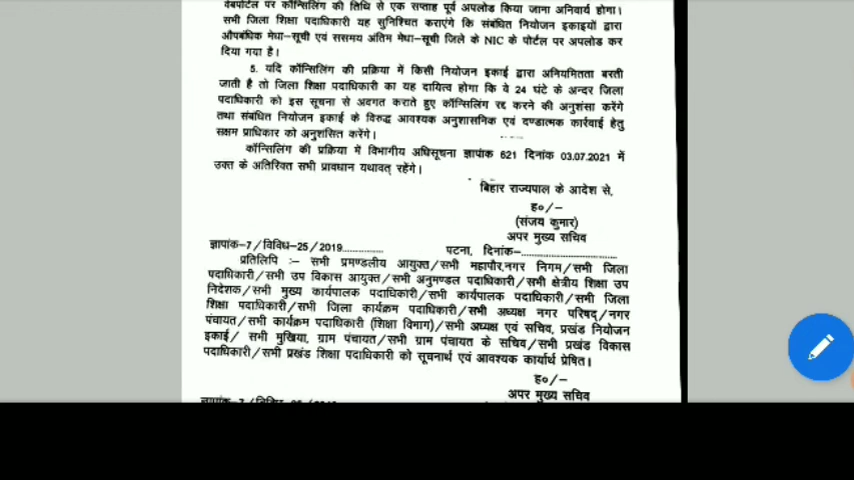 वेबपोर्टल पर कॉन्सिलिंग की तिथि से एक सप्ताह पूर्व अपलोड किया जाना अनिवार्य होगा।
सभी जिला शिक्षा पदाधिकारी यह सुनिश्चित कराएंगे कि संबंधित नियोजन इकाइयों द्वारा
औपबंधिक मेधा–सूची एवं ससमय अंतिम मेधा–सूची जिले के NIC के पोर्टल पर अपलोड कर
दिया गया है।
5. यदि कॉन्सिलिंग की प्रक्रिया में किसी नियोजन इकाई द्वारा अनियमितता बरती
जाती है तो जिला शिक्षा पदाधिकारी का यह दायित्व होगा कि वे 24 घंटे के अन्दर जिला
पदाधिकारी को इस सूचना से अवगत कराते हुए कॉन्सिलिंग रद्द करने की अनुशंसा करेंगे
तथा संबंधित नियोजन इकाई के विरुद्ध आवश्यक अनुशासनिक एवं दण्डात्मक कार्रवाई हेतु
सक्षम प्राधिकार को अनुशसित करेंगे।
कॉन्सिलिंग की प्रक्रिया में विभागीय अधिसूचना ज्ञापांक 621 दिनांक 03.07.2021 में
उक्त के अतिरिक्त सभी प्रावधान यथावत् रहेंगे।
बिहार राज्यपाल के आदेश से,
ह०/–
(संजय कुमार)
अपर मुख्य सचिव
ज्ञापांक–7/विविध–25/2019.............. पटना, दिनांक–..............................
प्रतिलिपि :– सभी प्रमण्डलीय आयुक्त/सभी महापौर,नगर निगम/सभी जिला
पदाधिकारी/सभी उप विकास आयुक्त/सभी अनुमण्डल पदाधिकारी/सभी क्षेत्रीय शिक्षा उप
निदेशक/सभी मुख्य कार्यपालक पदाधिकारी/सभी कार्यपालक पदाधिकारी/सभी जिला
शिक्षा पदाधिकारी/सभी जिला कार्यक्रम पदाधिकारी/सभी अध्यक्ष नगर परिषद्/नगर
पंचायत/सभी कार्यक्रम पदाधिकारी (शिक्षा विभाग)/सभी अध्यक्ष एवं सचिव, प्रखंड नियोजन
इकाई/ सभी मुखिया, ग्राम पंचायत/सभी ग्राम पंचायत के सचिव/सभी प्रखंड विकास
पदाधिकारी/सभी प्रखंड शिक्षा पदाधिकारी को सूचनार्थ एवं आवश्यक कार्यार्थ प्रेषित।
ह०/–
अपर मुख्य सचिव